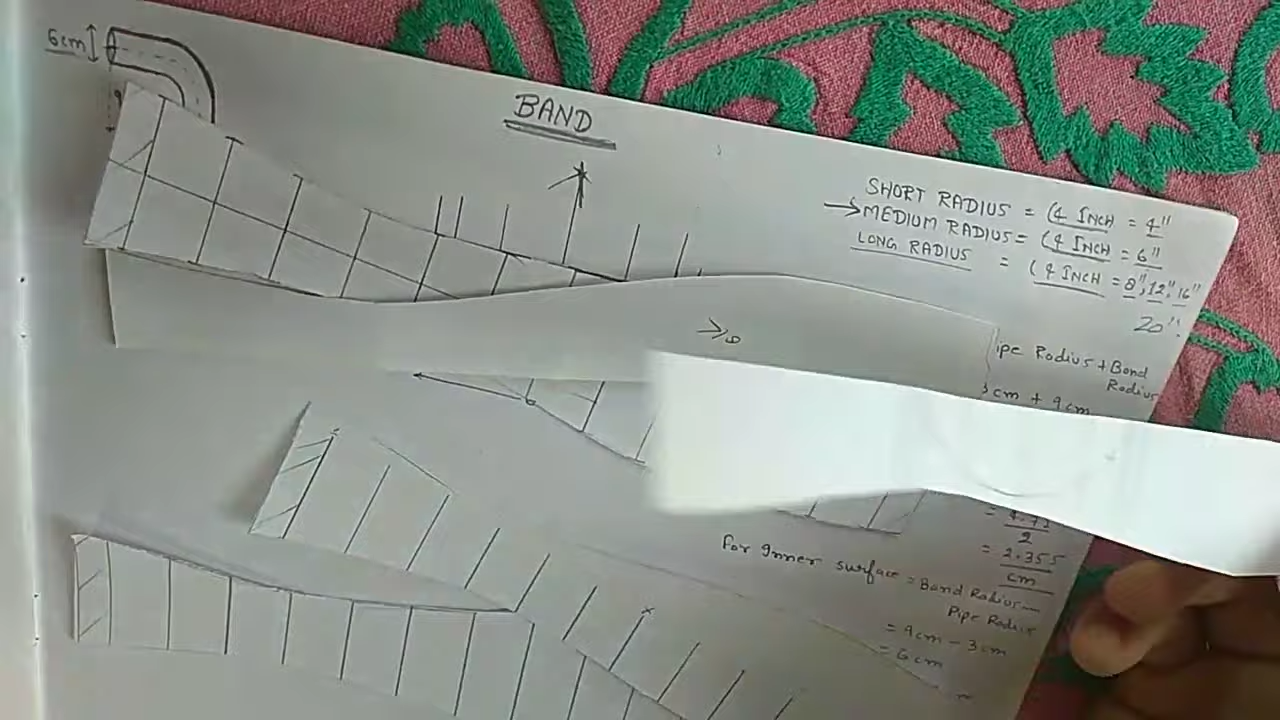 6cm
BAND
SHORT RADIUS = (4 INCH = 4"
→MEDIUM RADIUS = (4 INCH = 6"
LONG RADIUS = (4 INCH = 8", 12", 16"
20".
ipe Radius + Band
Radius
3cm + 9cm
2
= 2.355
cm
For Inner surface = Band Radius —
Pipe Radius
= 9cm - 3cm
= 6cm